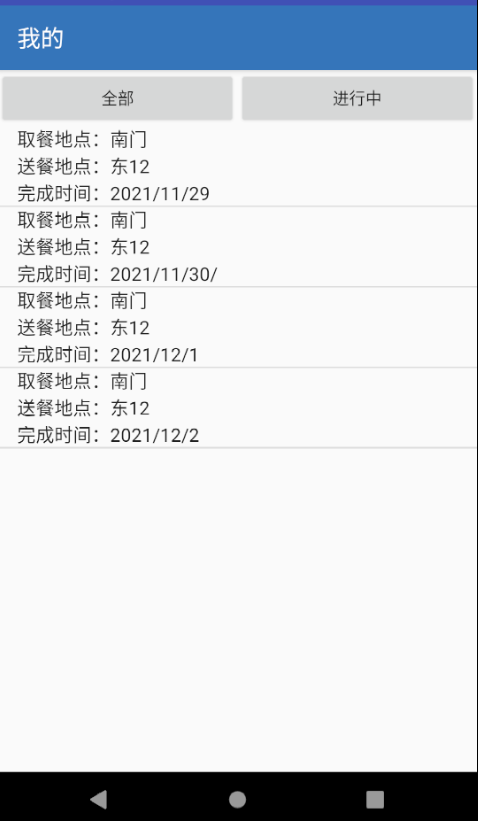 我的
全部
进行中
取餐地点：南门
送餐地点：东12
完成时间：2021/11/29
取餐地点：南门
送餐地点：东12
完成时间：2021/11/30/
取餐地点：南门
送餐地点：东12
完成时间：2021/12/1
取餐地点：南门
送餐地点：东12
完成时间：2021/12/2